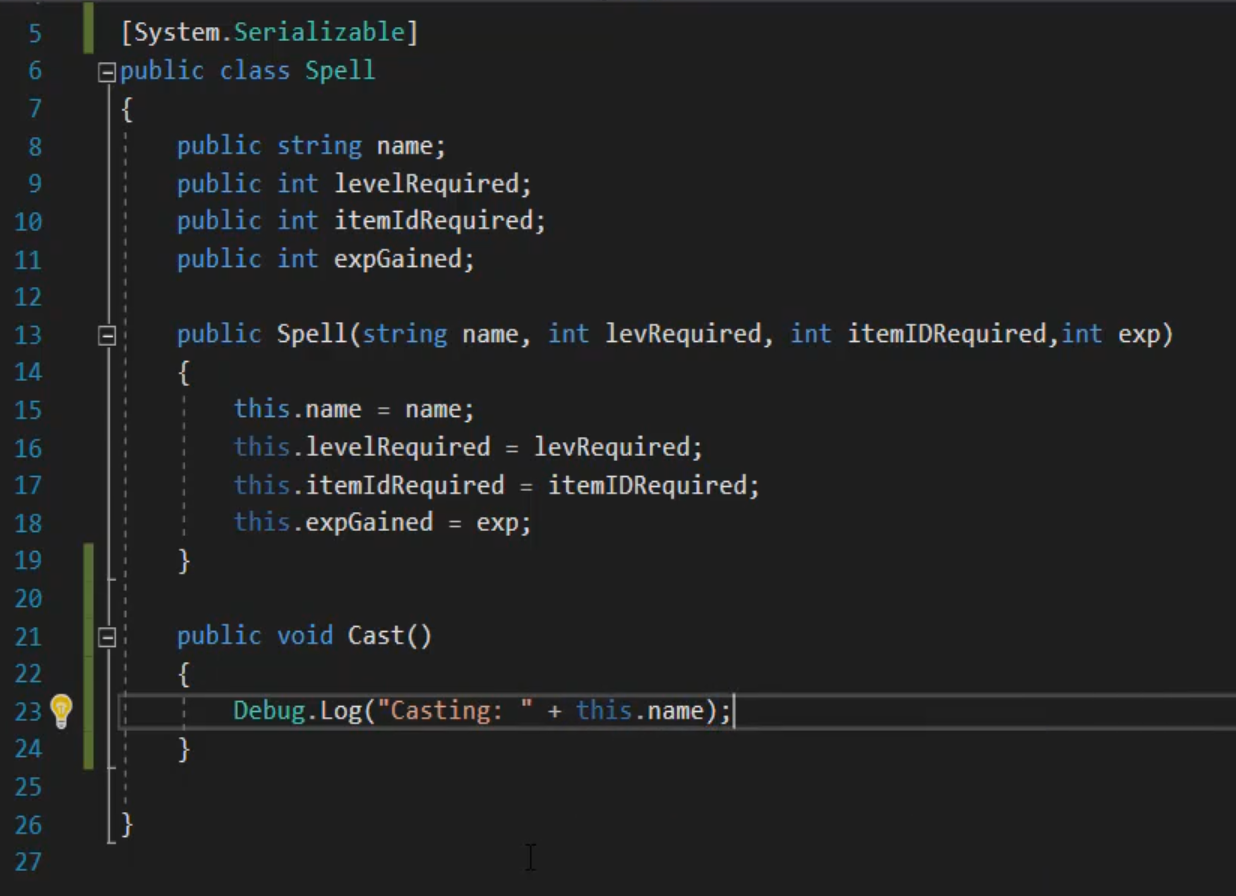 5 [System.Serializable]
6 public class Spell
7 {
8 public string name;
9 public int levelRequired;
10 public int itemIdRequired;
11 public int expGained;
12
13 public Spell(string name, int levRequired, int itemIDRequired,int exp)
14 {
15 this.name = name;
16 this.levelRequired = levRequired;
17 this.itemIdRequired = itemIDRequired;
18 this.expGained = exp;
19 }
20
21 public void Cast()
22 {
23 Debug.Log("Casting: " + this.name);
24 }
25
26 }
27